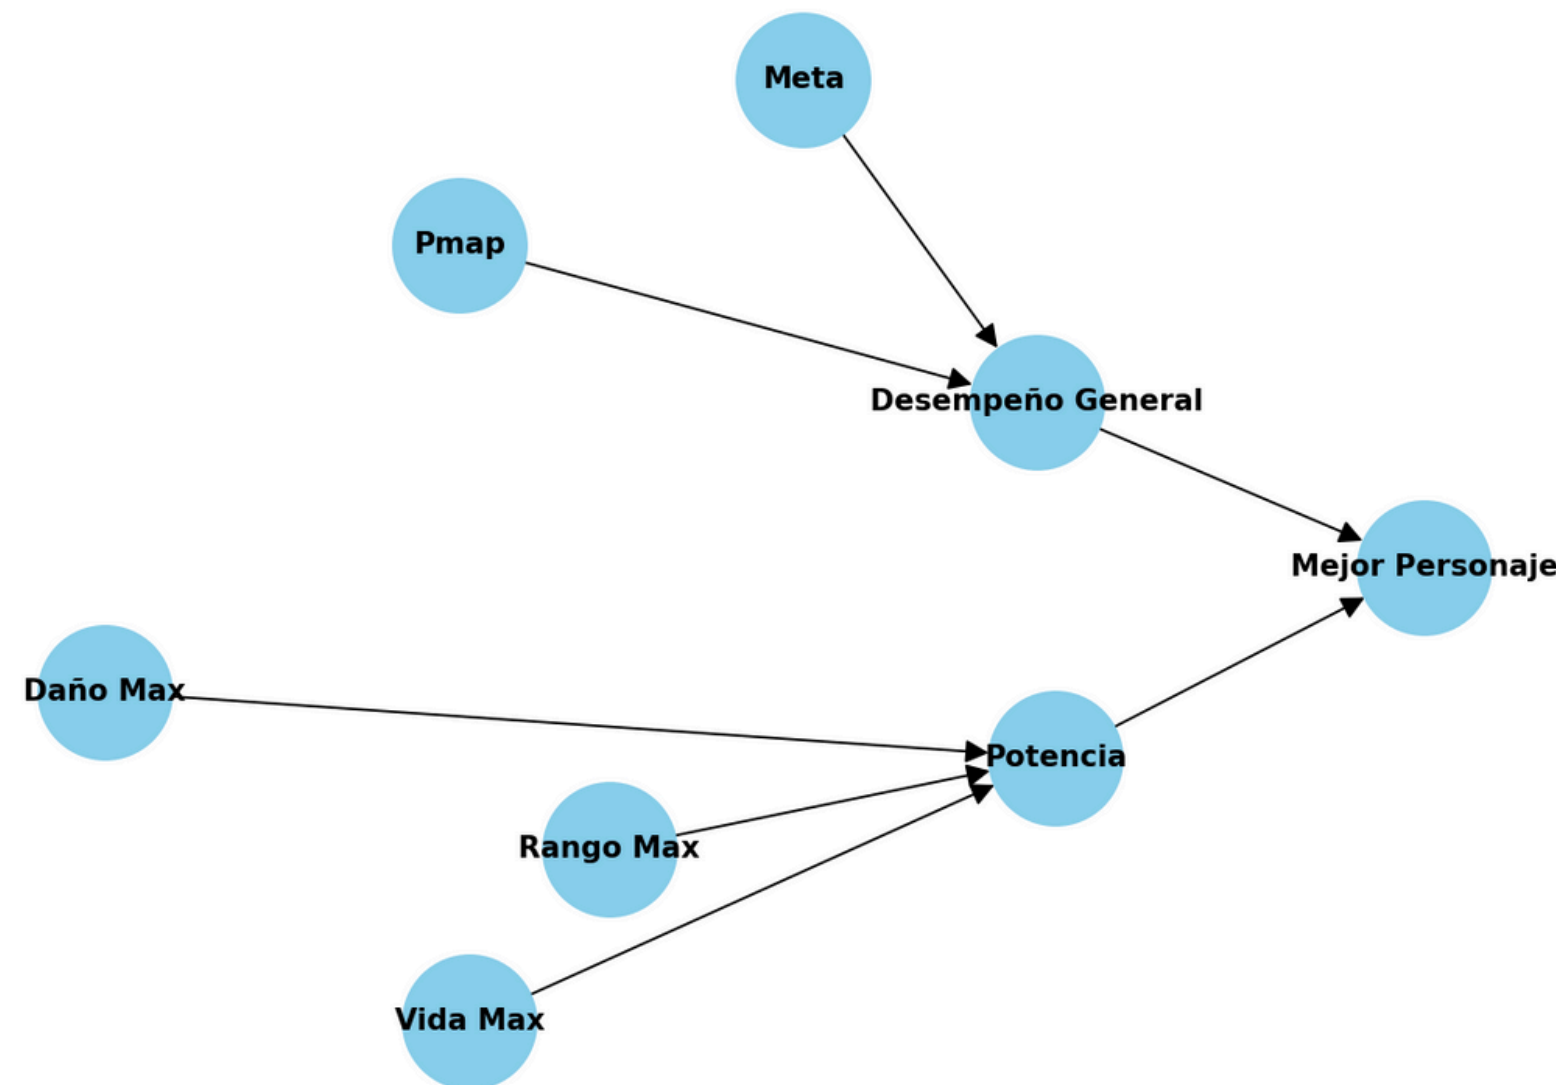 Meta
Pmap
Desempeño General
Mejor Personaje
Daño Max
Potencia
Rango Max
Vida Max